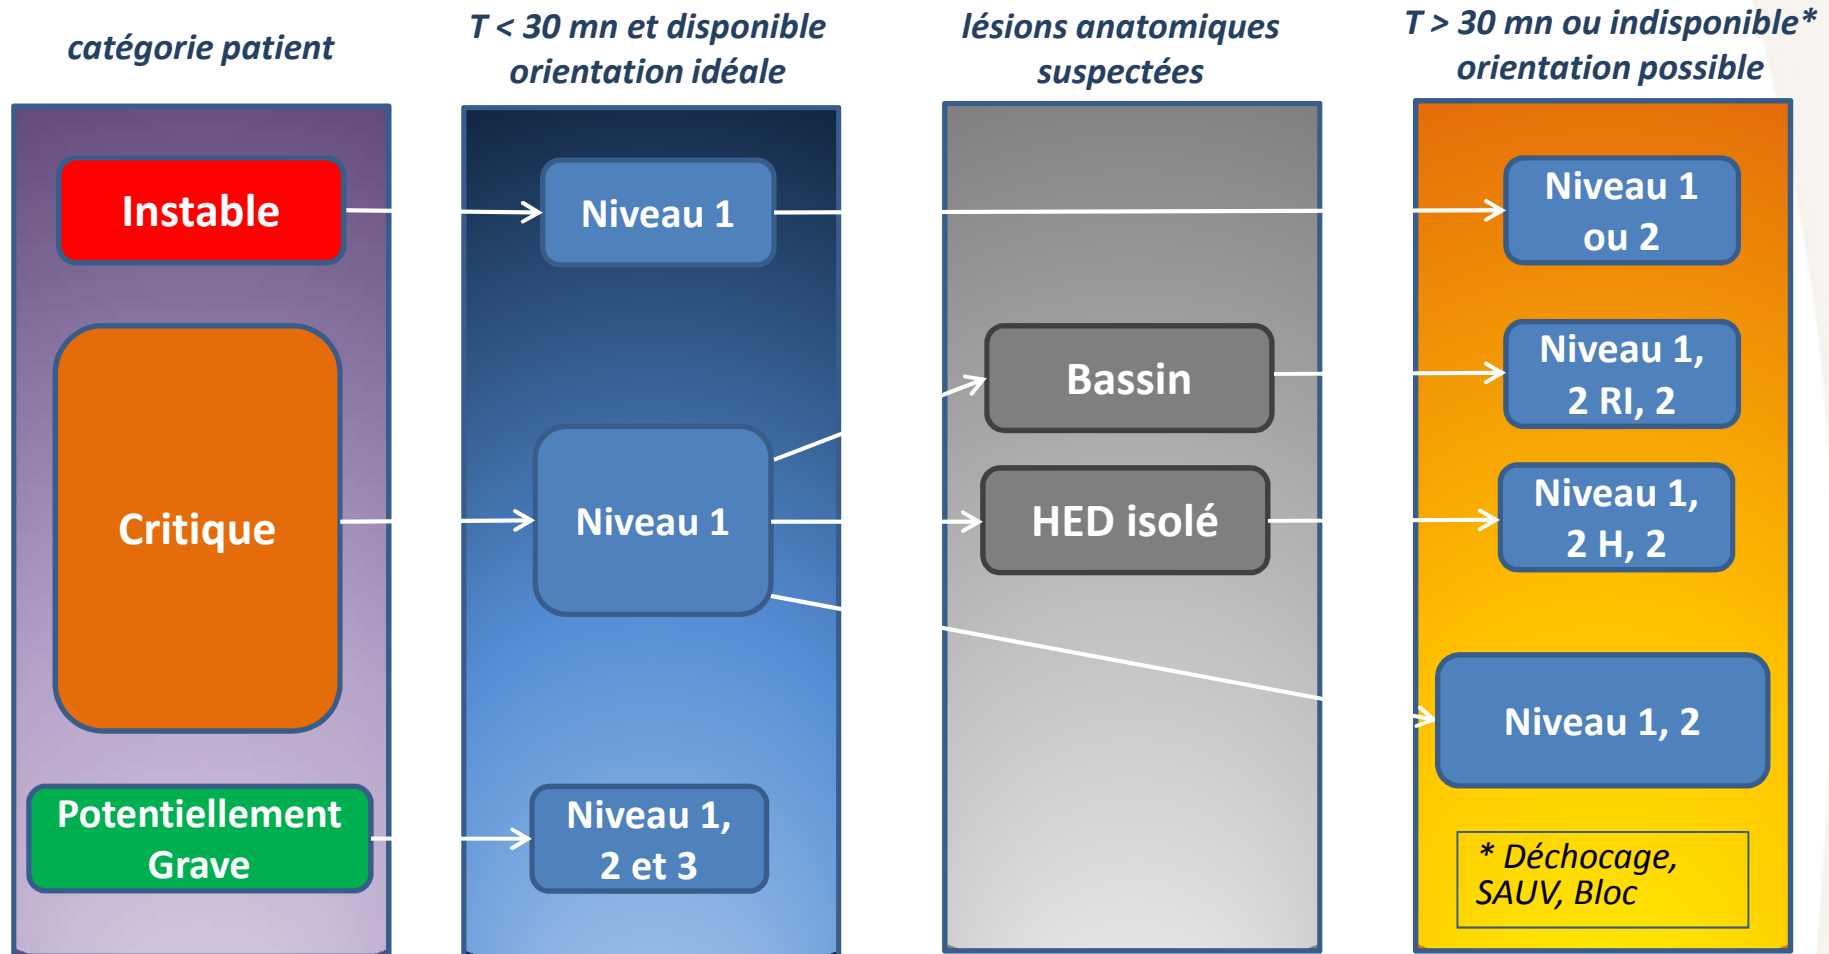 catégorie patient
T < 30 mn et disponible
orientation idéale
lésions anatomiques
suspectées
T > 30 mn ou indisponible*
orientation possible
Instable
Niveau 1
Niveau 1
ou 2
Critique
Niveau 1
Bassin
Niveau 1,
2 RI, 2
HED isolé
Niveau 1,
2 H, 2
Niveau 1, 2
Potentiellement
Grave
Niveau 1,
2 et 3
* Déchocage,
SAUV, Bloc